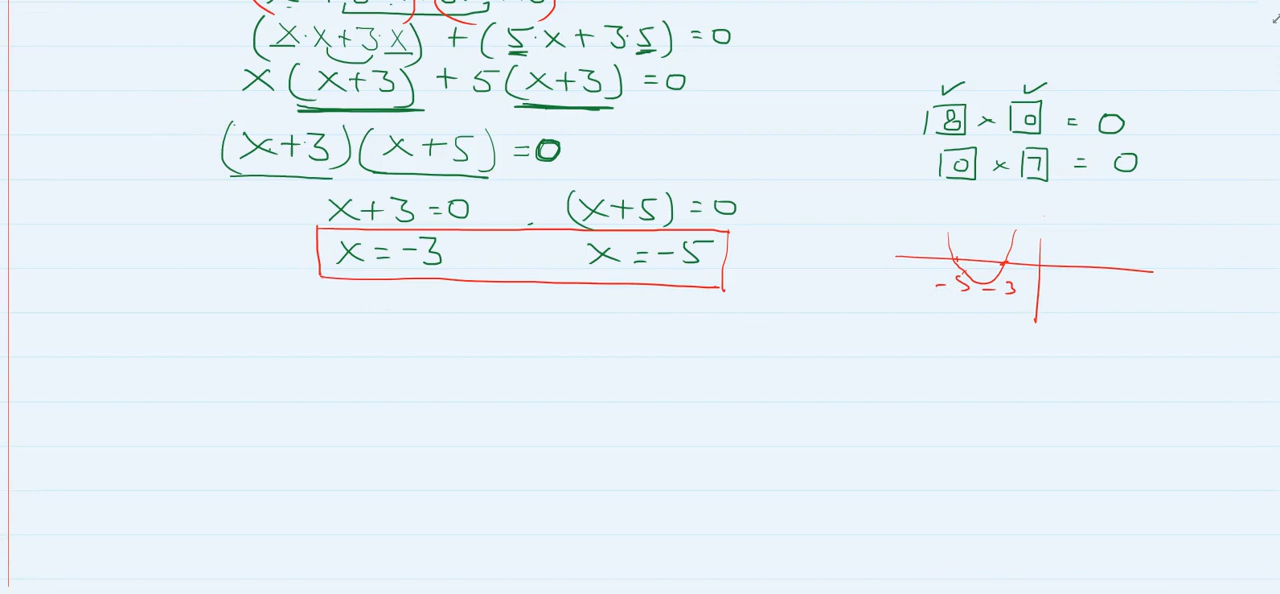 (x·x+3·x) + (5·x+3·5) = 0
x(x+3) + 5(x+3) = 0
(x+3)(x+5) = 0
x+3=0 (x+5)=0
x=-3 x=-5
8 × 0 = 0
0 × 7 = 0
-5 -3